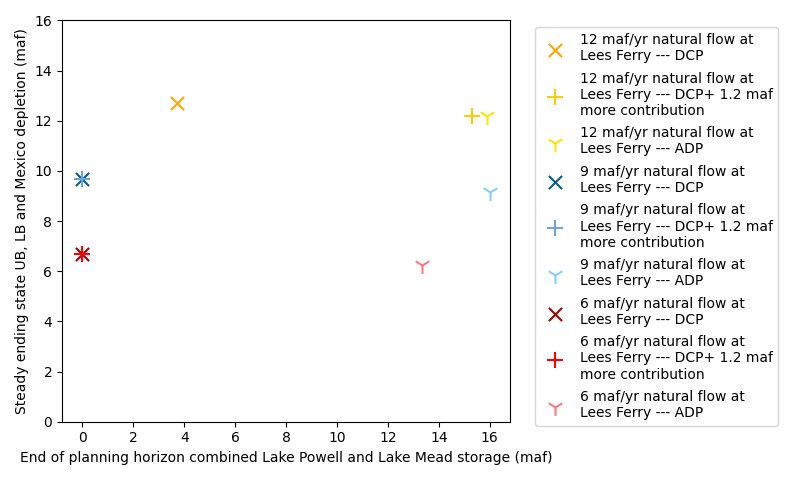 16
14
12
10
8
6
4
2
0
Steady ending state UB, LB and Mexico depletion (maf)
0 2 4 6 8 10 12 14 16
End of planning horizon combined Lake Powell and Lake Mead storage (maf)
12 maf/yr natural flow at
Lees Ferry --- DCP
12 maf/yr natural flow at
Lees Ferry --- DCP+ 1.2 maf
more contribution
12 maf/yr natural flow at
Lees Ferry --- ADP
9 maf/yr natural flow at
Lees Ferry --- DCP
9 maf/yr natural flow at
Lees Ferry --- DCP+ 1.2 maf
more contribution
9 maf/yr natural flow at
Lees Ferry --- ADP
6 maf/yr natural flow at
Lees Ferry --- DCP
6 maf/yr natural flow at
Lees Ferry --- DCP+ 1.2 maf
more contribution
6 maf/yr natural flow at
Lees Ferry --- ADP